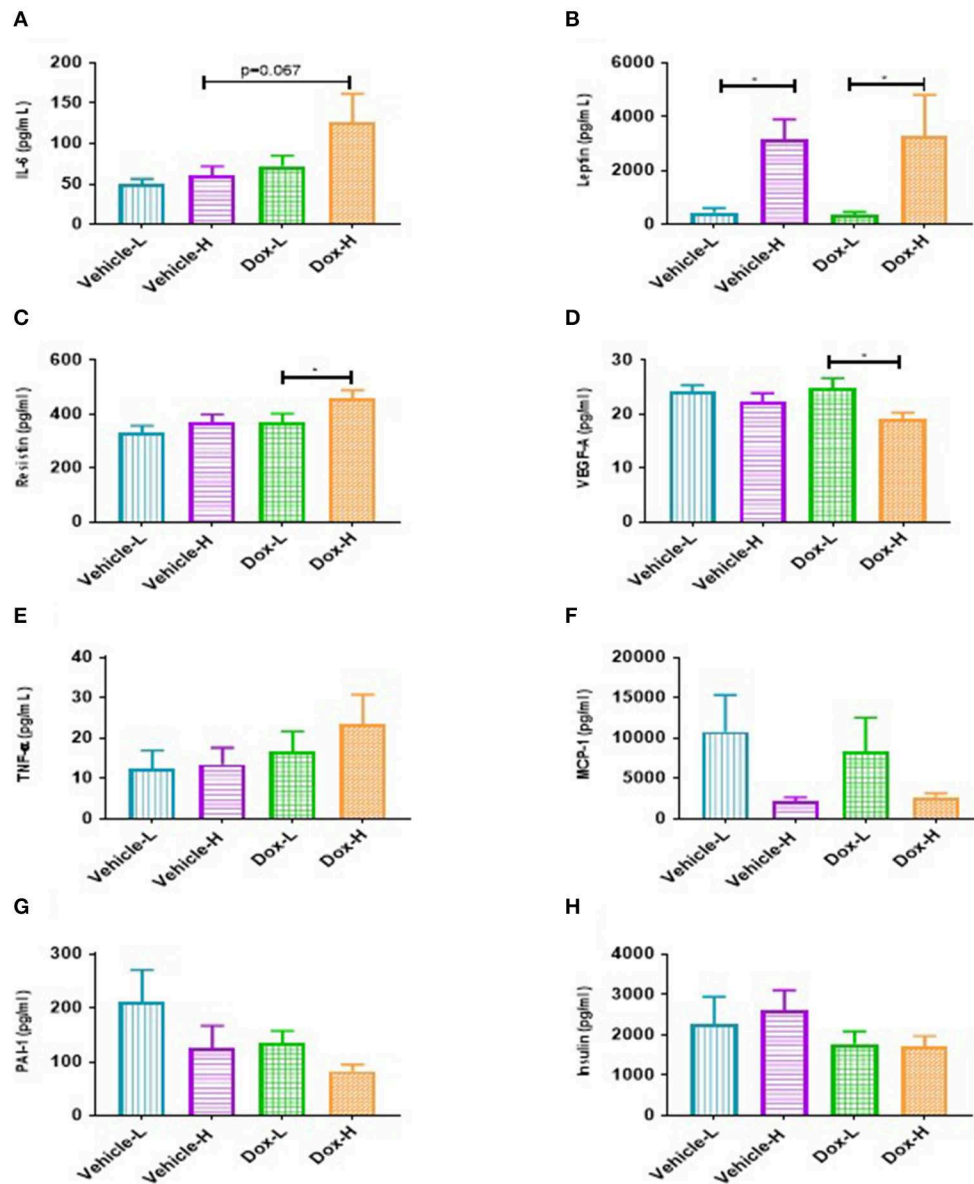 A
IL-6 (pg/mL)
200
150
100
50
0
p=0.067
Vehicle-L
Vehicle-H
Dox-L
Dox-H
B
Leptin (pg/mL)
6000
4000
2000
0
*
*
Vehicle-L
Vehicle-H
Dox-L
Dox-H
C
Resistin (pg/ml)
600
400
200
0
*
Vehicle-L
Vehicle-H
Dox-L
Dox-H
D
VEGF-A (pg/ml)
30
20
10
0
*
Vehicle-L
Vehicle-H
Dox-L
Dox-H
E
TNF-α (pg/mL)
40
30
20
10
0
Vehicle-L
Vehicle-H
Dox-L
Dox-H
F
MCP-1 (pg/ml)
20000
15000
10000
5000
0
Vehicle-L
Vehicle-H
Dox-L
Dox-H
G
PAI-1 (pg/ml)
300
200
100
0
Vehicle-L
Vehicle-H
Dox-L
Dox-H
H
Insulin (pg/ml)
4000
3000
2000
1000
0
Vehicle-L
Vehicle-H
Dox-L
Dox-H